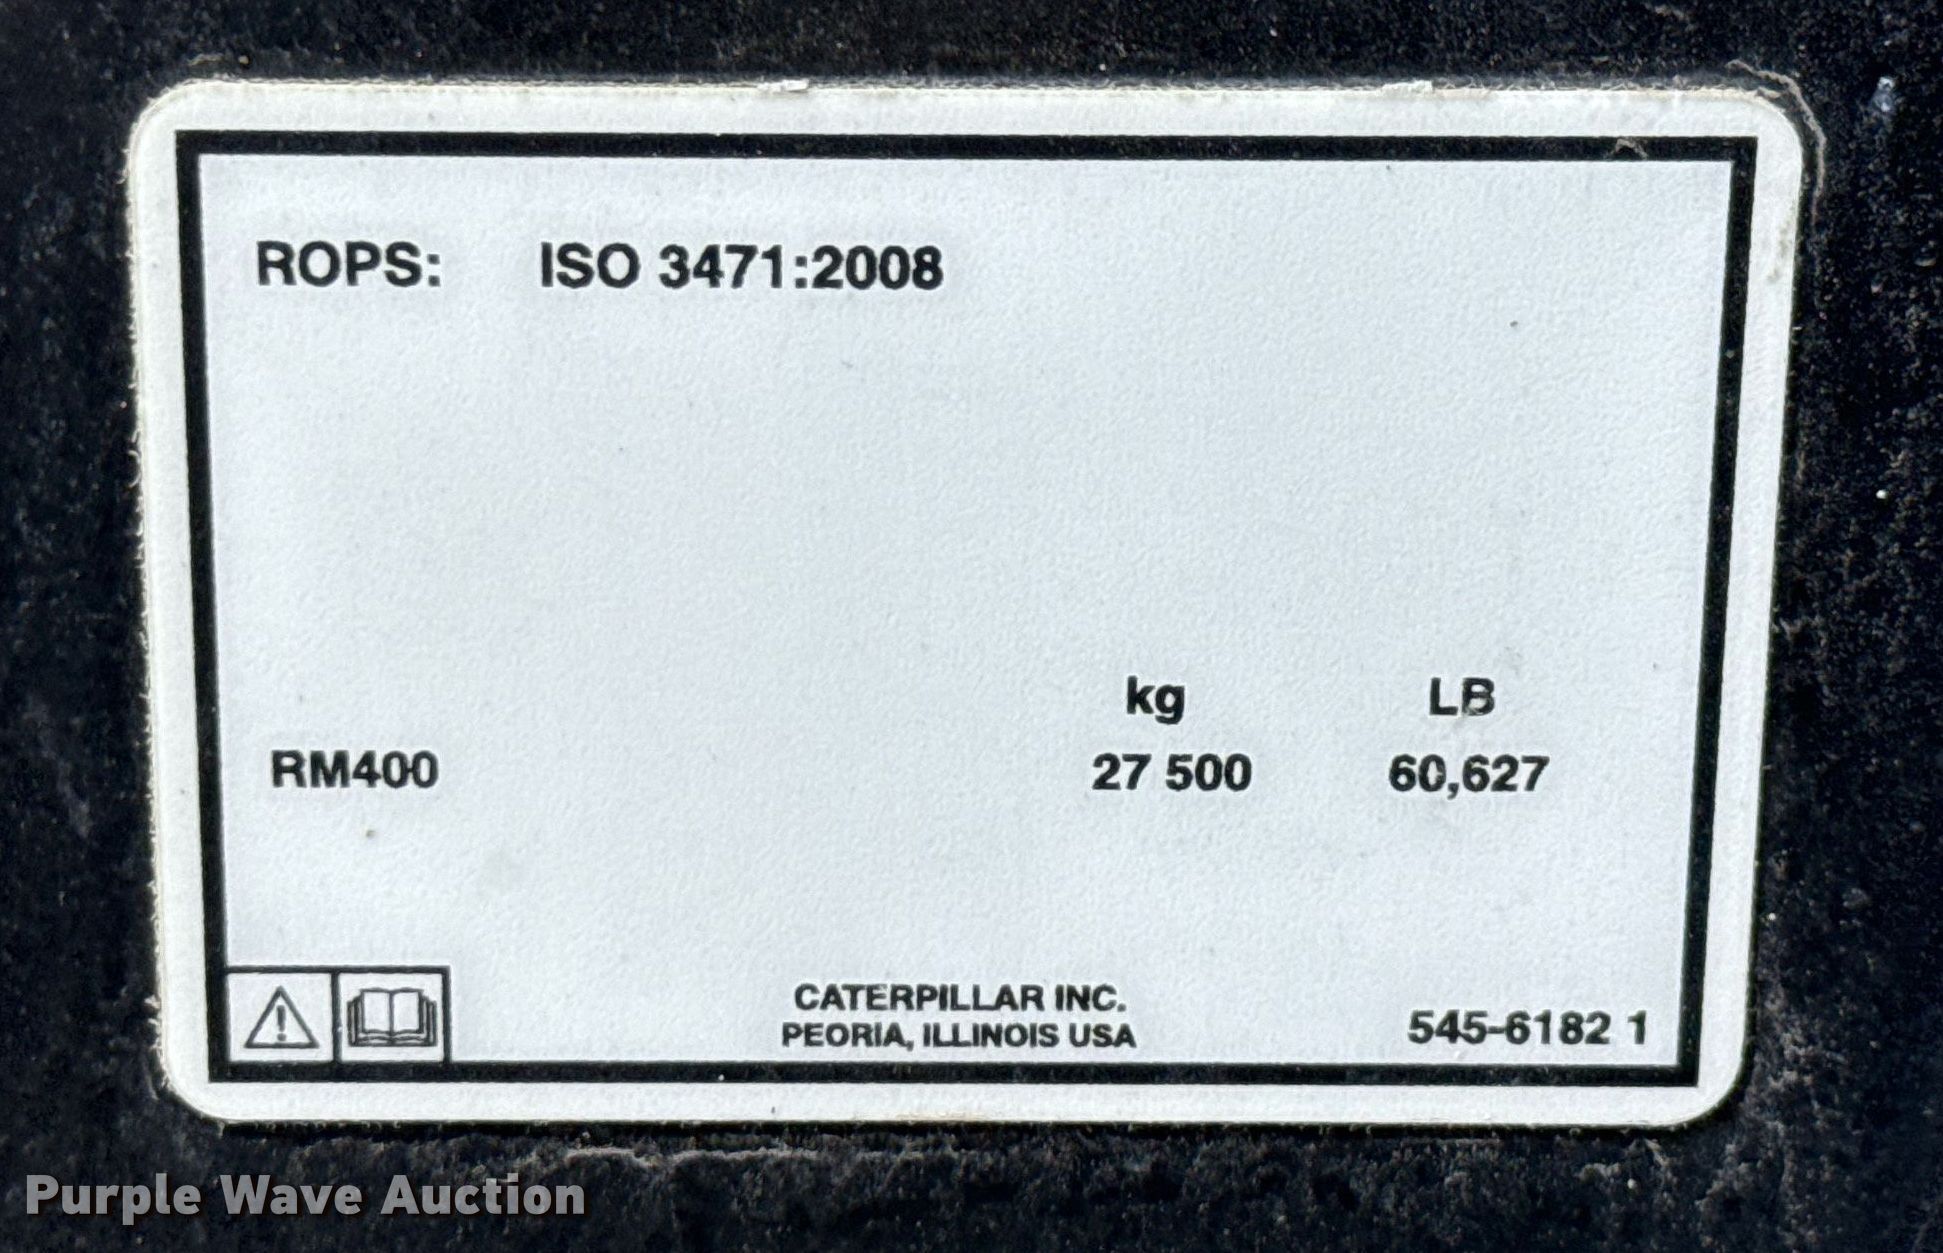 ROPS: ISO 3471:2008
kg LB
RM400 27 500 60,627
CATERPILLAR INC.
PEORIA, ILLINOIS USA
545-6182 1
Purple Wave Auction